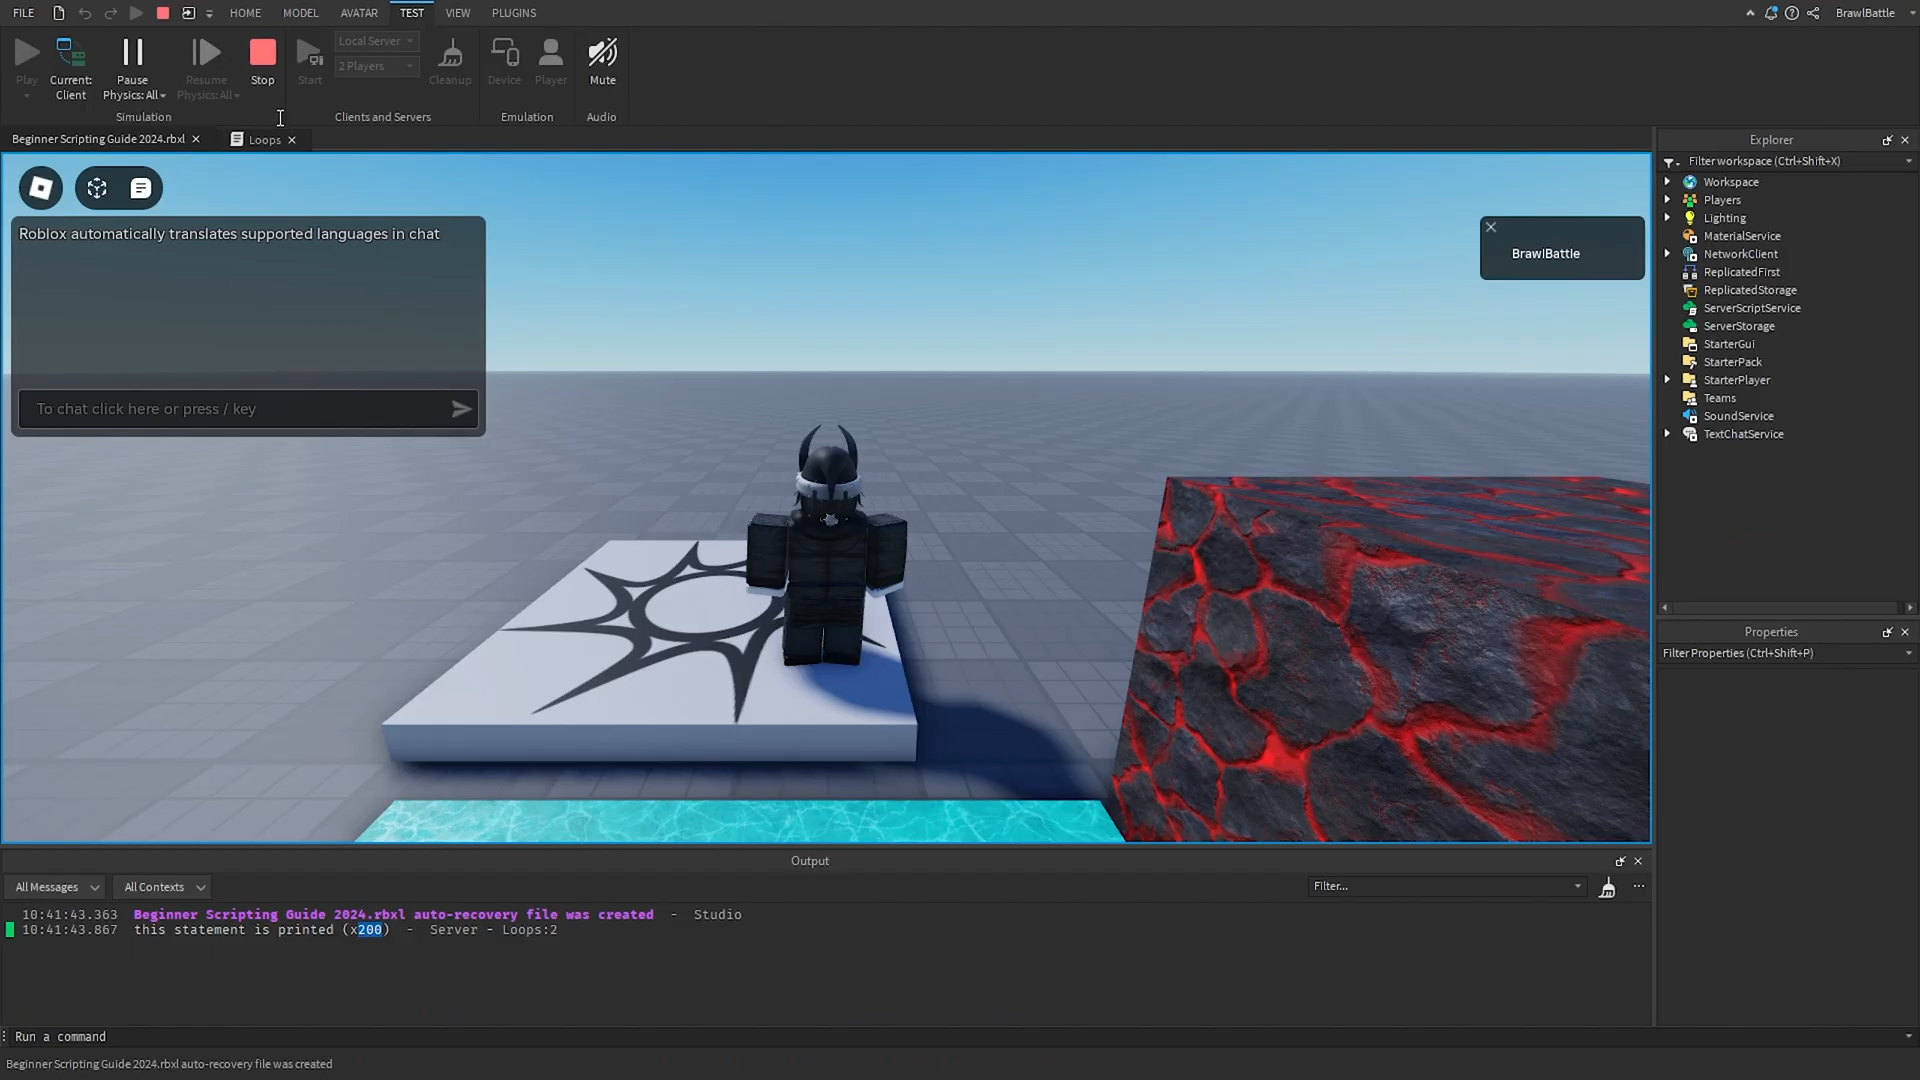 FILE HOME MODEL AVATAR TEST VIEW PLUGINS BrawlBattle
Play Current: Client Pause Physics: All Resume Physics: All Stop Start Local Server 2 Players Cleanup Device Player Mute
Simulation Clients and Servers Emulation Audio
Beginner Scripting Guide 2024.rbxl Loops
Explorer
Filter workspace (Ctrl+Shift+X)
Workspace
Players
Lighting
MaterialService
NetworkClient
ReplicatedFirst
ReplicatedStorage
ServerScriptService
ServerStorage
StarterGui
StarterPack
StarterPlayer
Teams
SoundService
TextChatService
Roblox automatically translates supported languages in chat
To chat click here or press / key
BrawlBattle
Properties
Filter Properties (Ctrl+Shift+P)
Output
All Messages All Contexts Filter...
10:41:43.363 Beginner Scripting Guide 2024.rbxl auto-recovery file was created - Studio
10:41:43.867 this statement is printed (x200) - Server - Loops:2
Run a command
Beginner Scripting Guide 2024.rbxl auto-recovery file was created